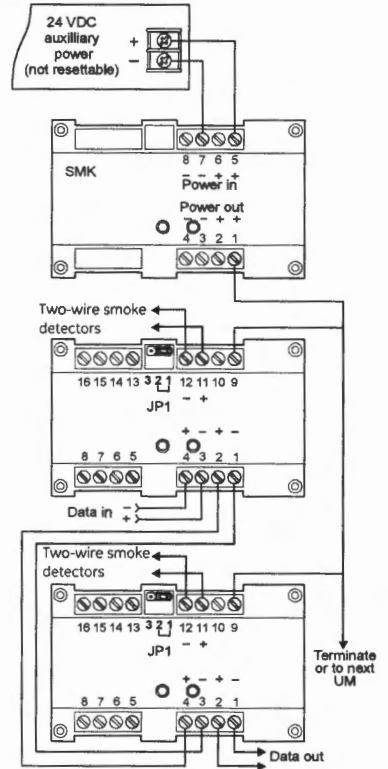 24 VDC
auxilliary
power
(not resettable)
+
−
8 7 6 5
SMK
− − + +
Power in
Power out
− − + +
4 3 2 1
Two-wire smoke
detectors
16 15 14 13 3 2 1 12 11 10 9
JP1
− +
+ − + −
8 7 6 5 4 3 2 1
Data in −
+
Two-wire smoke
detectors
16 15 14 13 3 2 1 12 11 10 9
JP1
− +
Terminate
or to next
UM
+ − + −
8 7 6 5 4 3 2 1
Data out